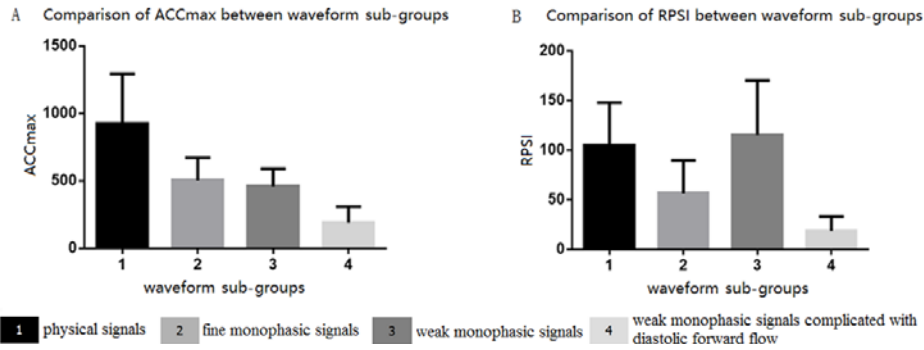 A Comparison of ACCmax between waveform sub-groups
1500
1000
500
0
ACCmax
1 2 3 4
waveform sub-groups
B Comparison of RPSI between waveform sub-groups
200
150
100
50
0
RPSI
1 2 3 4
waveform sub-groups
1 physical signals
2 fine monophasic signals
3 weak monophasic signals
4 weak monophasic signals complicated with
diastolic forward flow